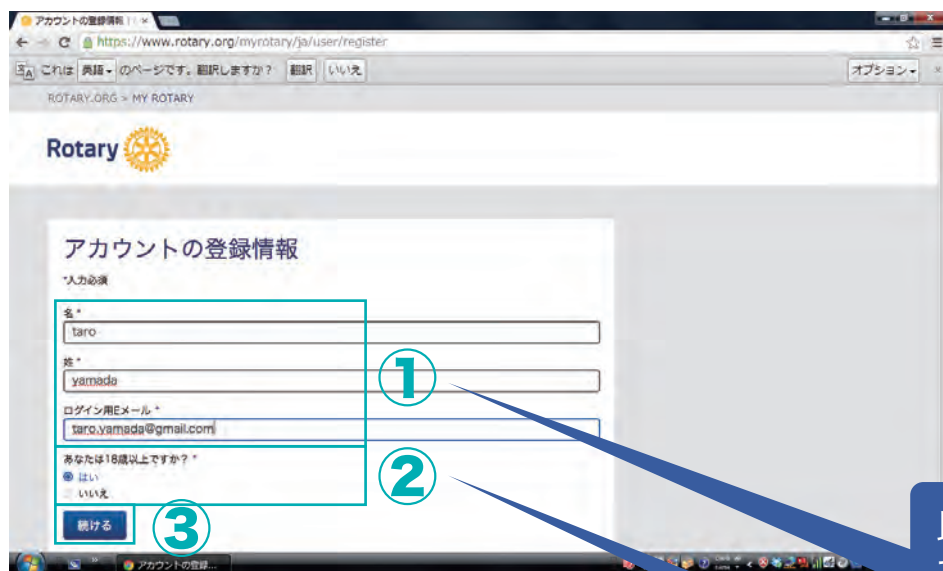 アカウントの登録情報 |
https://www.rotary.org/myrotary/ja/user/register
これは 英語 のページです。翻訳しますか? 翻訳 いいえ オプション
ROTARY.ORG > MY ROTARY
Rotary
アカウントの登録情報
*入力必須
名 *
taro
姓 *
yamada
①
ログイン用Eメール *
taro.yamada@gmail.com
あなたは18歳以上ですか? *
はい
②
いいえ
続ける
③
アカウントの登録...